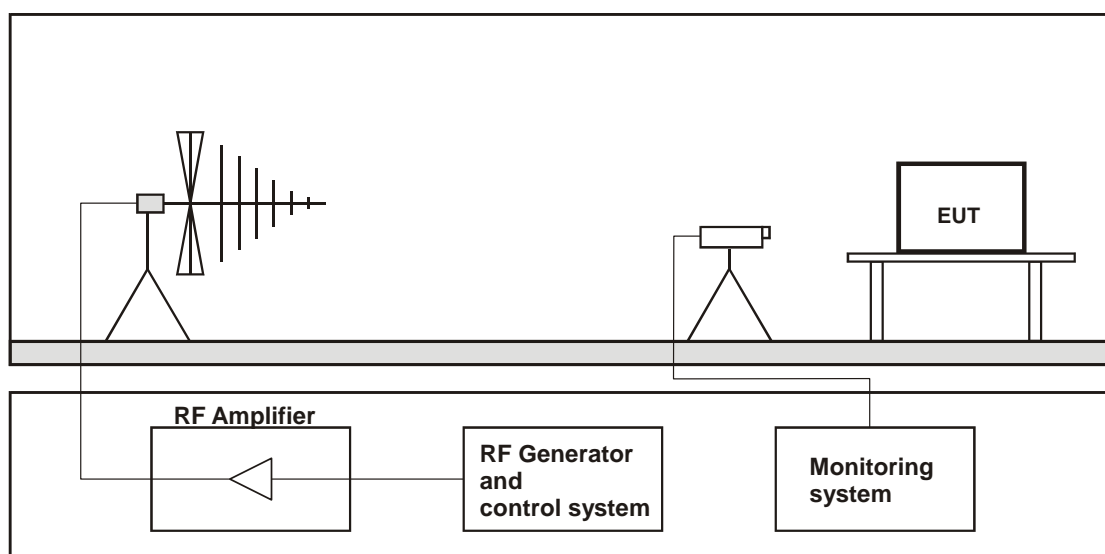 EUT
RF Amplifier
RF Generator
and
control system
Monitoring
system